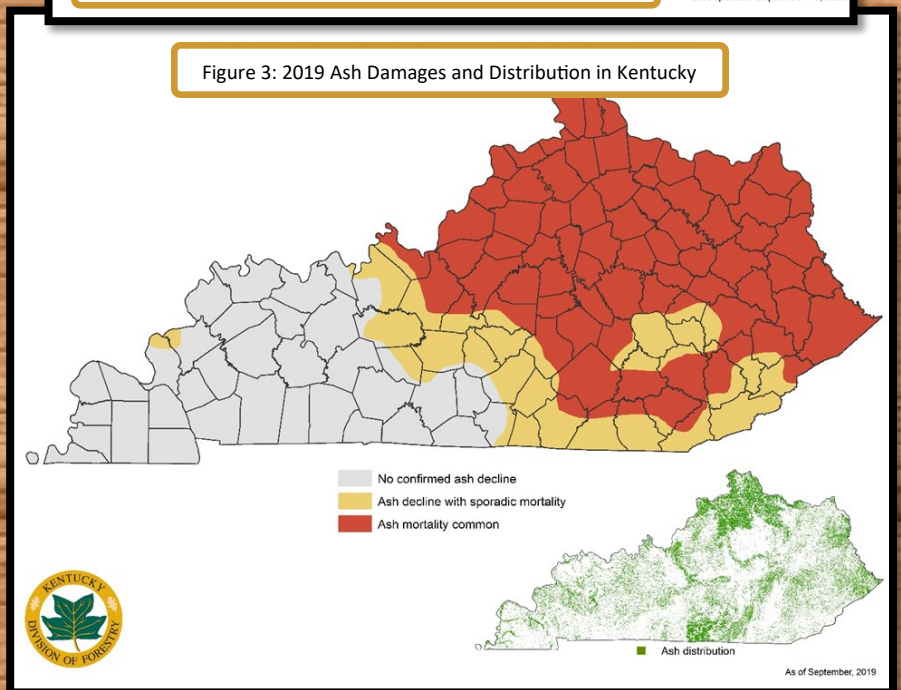 Figure 3: 2019 Ash Damages and Distribution in Kentucky
No confirmed ash decline
Ash decline with sporadic mortality
Ash mortality common
KENTUCKY
DIVISION OF FORESTRY
Ash distribution
As of September, 2019